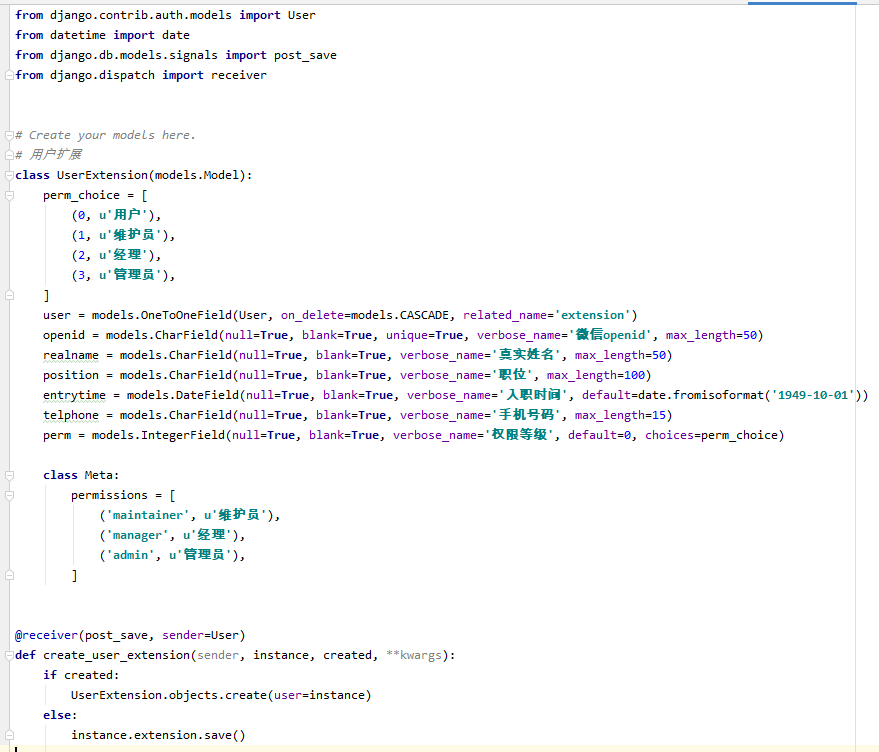 from django.contrib.auth.models import User
from datetime import date
from django.db.models.signals import post_save
from django.dispatch import receiver
# Create your models here.
# 用户扩展
class UserExtension(models.Model):
    perm_choice = [
        (0, u'用户'),
        (1, u'维护员'),
        (2, u'经理'),
        (3, u'管理员'),
    ]
    user = models.OneToOneField(User, on_delete=models.CASCADE, related_name='extension')
    openid = models.CharField(null=True, blank=True, unique=True, verbose_name='微信openid', max_length=50)
    realname = models.CharField(null=True, blank=True, verbose_name='真实姓名', max_length=50)
    position = models.CharField(null=True, blank=True, verbose_name='职位', max_length=100)
    entrytime = models.DateField(null=True, blank=True, verbose_name='入职时间', default=date.fromisoformat('1949-10-01'))
    telphone = models.CharField(null=True, blank=True, verbose_name='手机号码', max_length=15)
    perm = models.IntegerField(null=True, blank=True, verbose_name='权限等级', default=0, choices=perm_choice)
    class Meta:
        permissions = [
            ('maintainer', u'维护员'),
            ('manager', u'经理'),
            ('admin', u'管理员'),
        ]
@receiver(post_save, sender=User)
def create_user_extension(sender, instance, created, **kwargs):
    if created:
        UserExtension.objects.create(user=instance)
    else:
        instance.extension.save()